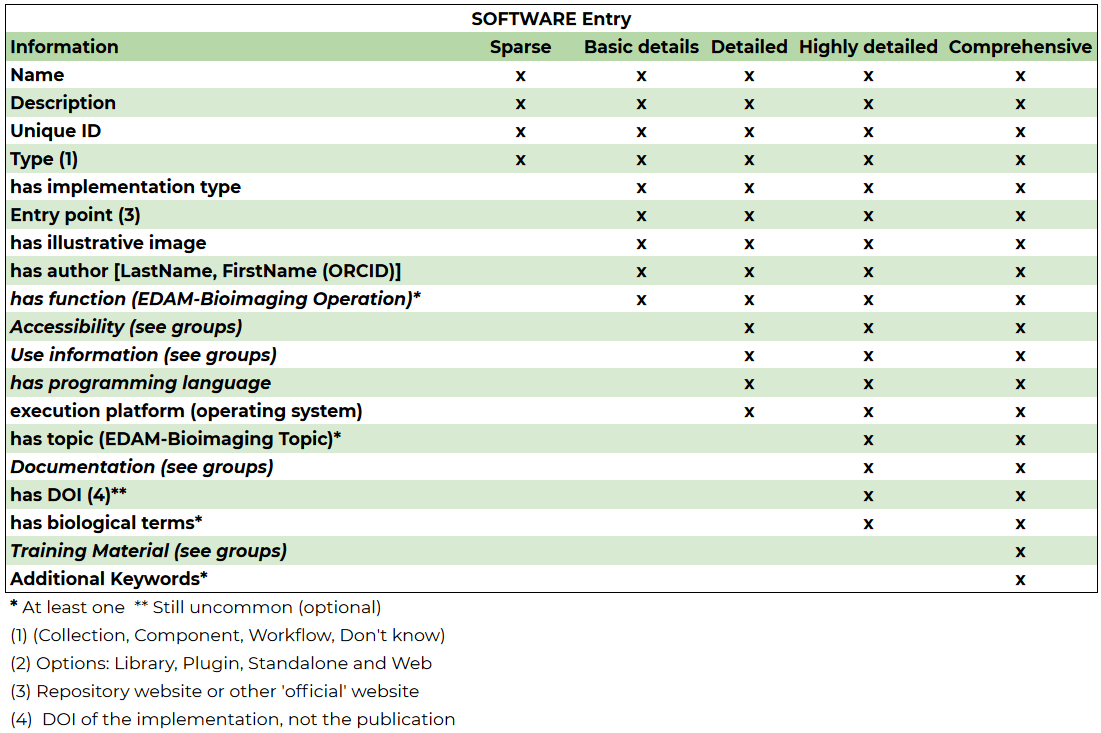 SOFTWARE Entry
Information Sparse Basic details Detailed Highly detailed Comprehensive
Name x x x x x
Description x x x x x
Unique ID x x x x x
Type (1) x x x x x
has implementation type x x x x
Entry point (3) x x x x
has illustrative image x x x x
has author [LastName, FirstName (ORCID)] x x x x
has function (EDAM-Bioimaging Operation)* x x x x
Accessibility (see groups) x x x
Use information (see groups) x x x
has programming language x x x
execution platform (operating system) x x x
has topic (EDAM-Bioimaging Topic)* x x
Documentation (see groups) x x
has DOI (4)** x x
has biological terms* x x
Training Material (see groups) x
Additional Keywords* x
* At least one ** Still uncommon (optional)
(1) (Collection, Component, Workflow, Don't know)
(2) Options: Library, Plugin, Standalone and Web
(3) Repository website or other 'official' website
(4) DOI of the implementation, not the publication